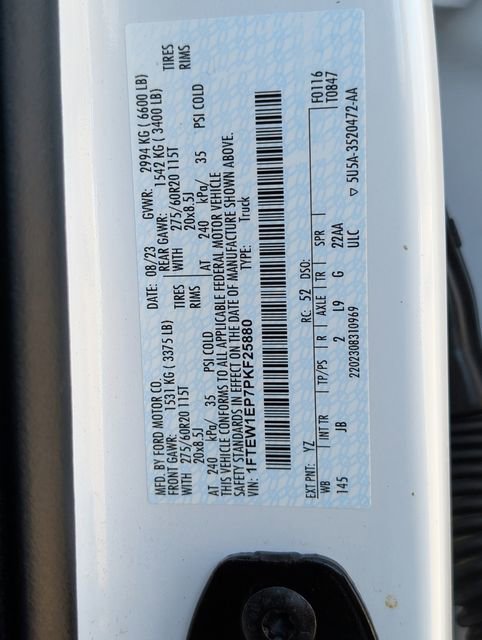 MFD. BY FORD MOTOR CO.
DATE: 08/23 GVWR: 2994 KG ( 6600 LB)
FRONT GAWR: 1531 KG ( 3375 LB) REAR GAWR: 1542 KG ( 3400 LB)
WITH 275/60R20 115T TIRES WITH 275/60R20 115T TIRES
20x8.5J RIMS 20x8.5J RIMS
AT 240 kPa/ 35 PSI COLD AT 240 kPa/ 35 PSI COLD
THIS VEHICLE CONFORMS TO ALL APPLICABLE FEDERAL MOTOR VEHICLE
SAFETY STANDARDS IN EFFECT ON THE DATE OF MANUFACTURE SHOWN ABOVE.
VIN: 1FTEW1EP7PKF25880 Truck
F0116
T0847
EXT PNT: YZ RC: 52 DSO:
WB INT TR TP/PS R AXLE TR SPR
145 JB 2 L9 G 22AA
2202308310969 ULC
▽ 5U5A-3520472-AA